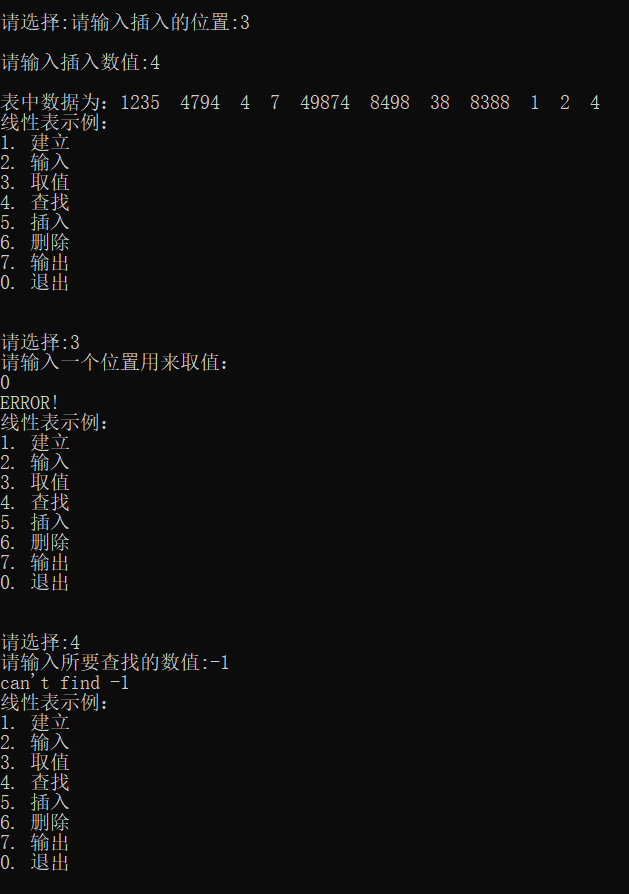 请选择:请输入插入的位置:3
请输入插入数值:4
表中数据为: 1235 4794 4 7 49874 8498 38 8388 1 2 4
线性表示例:
1. 建立
2. 输入
3. 取值
4. 查找
5. 插入
6. 删除
7. 输出
0. 退出
请选择:3
请输入一个位置用来取值:
0
ERROR!
线性表示例:
1. 建立
2. 输入
3. 取值
4. 查找
5. 插入
6. 删除
7. 输出
0. 退出
请选择:4
请输入所要查找的数值:-1
can't find -1
线性表示例:
1. 建立
2. 输入
3. 取值
4. 查找
5. 插入
6. 删除
7. 输出
0. 退出